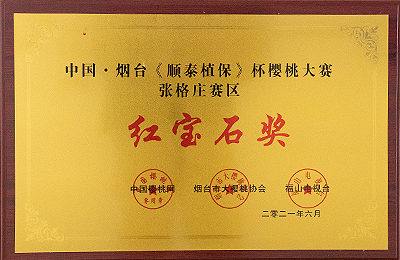 中国·烟台《顺泰植保》杯樱桃大赛
张格庄赛区
红宝石奖
中国樱桃网 烟台市大樱桃协会 福山电视台
二〇二一年六月